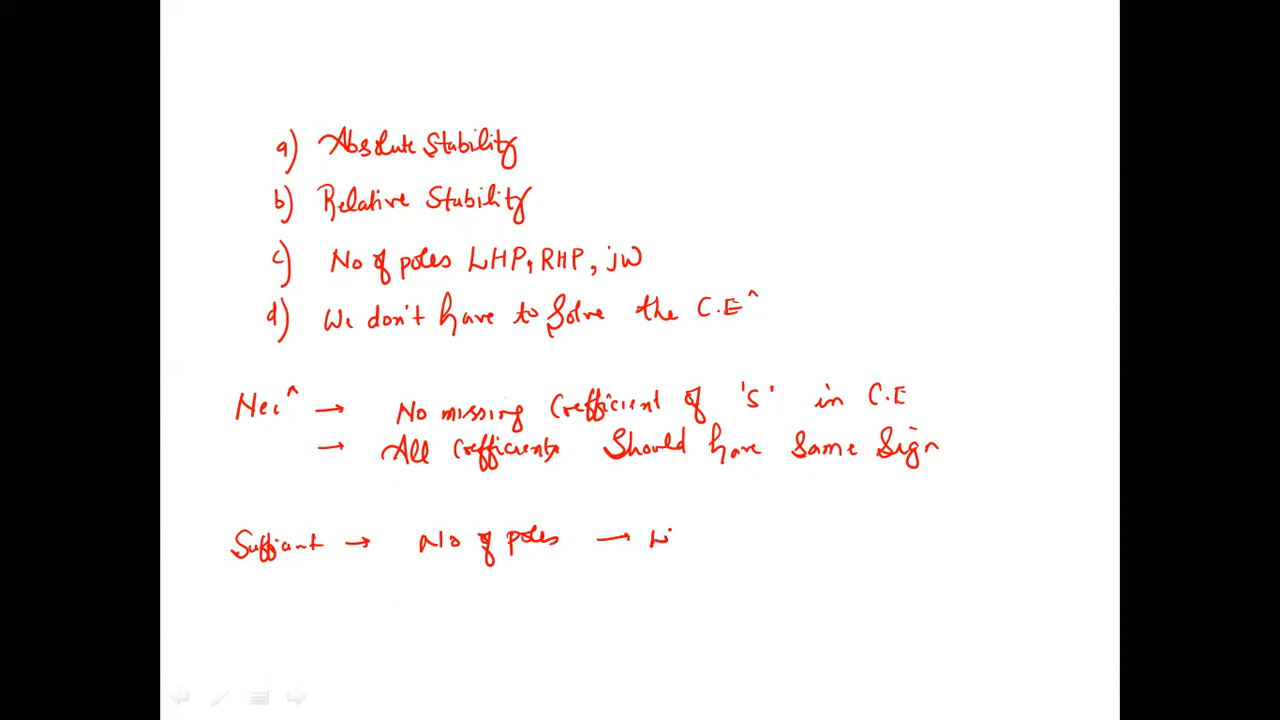 a) Absolute Stability
b) Relative Stability
c) No of poles LHP, RHP, jW
d) We don't have to Solve the C.E^
Nec^ → No missing Coefficient of 's' in C.E
→ All Coefficients Should have Same Sign
Suffiant → No of poles →